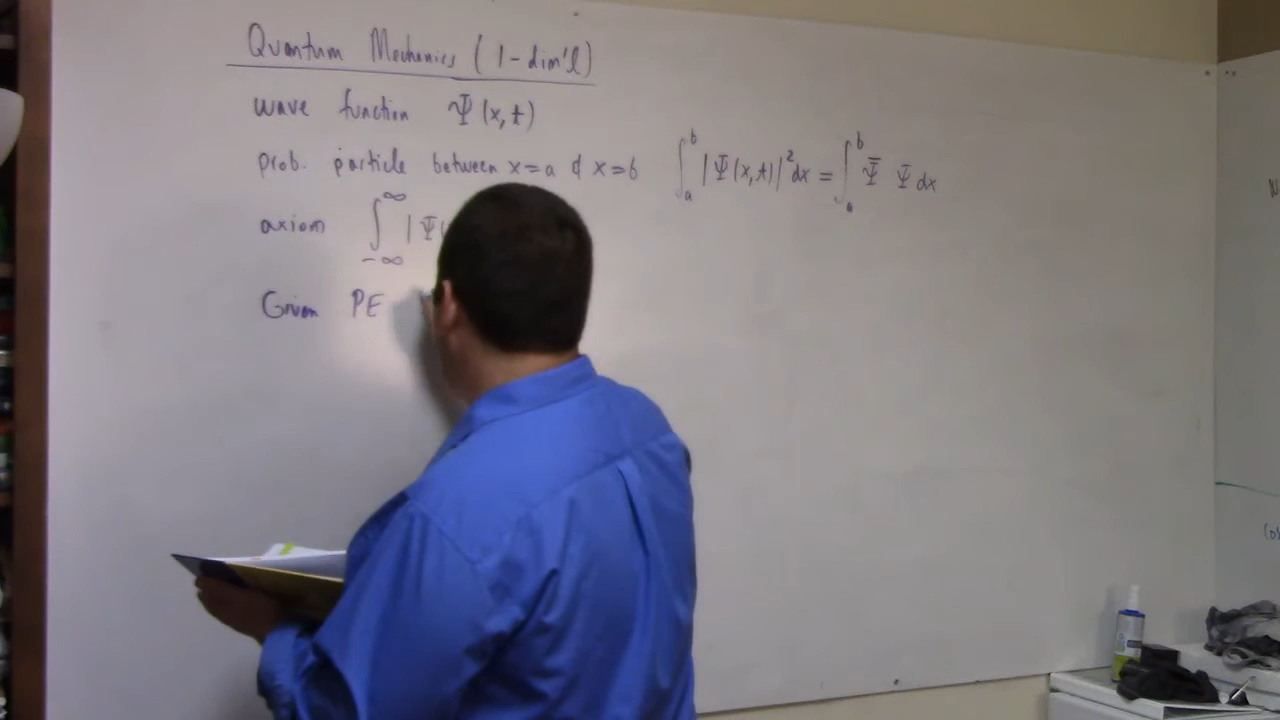 Quantum Mechanics (1-dim'l)
wave function Ψ(x,t)
prob. particle between x=a & x=b ∫_a^b |Ψ(x,t)|² dx = ∫_a^b Ψ̄ Ψ dx
axiom ∫_{-∞}^{∞} |Ψ(
Given PE